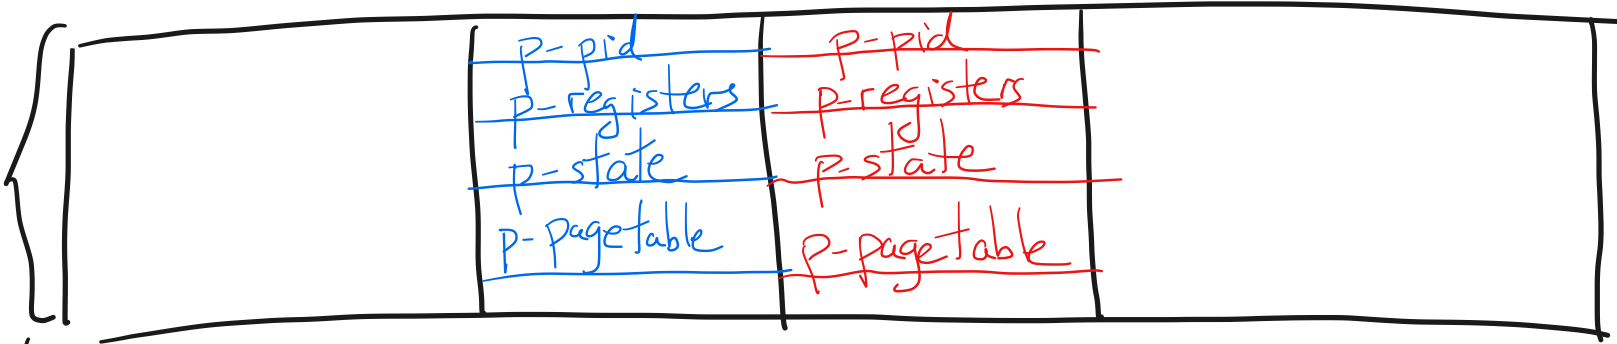 p-pid
p-registers
p-state
p-pagetable
p-pid
p-registers
p-state
p-pagetable